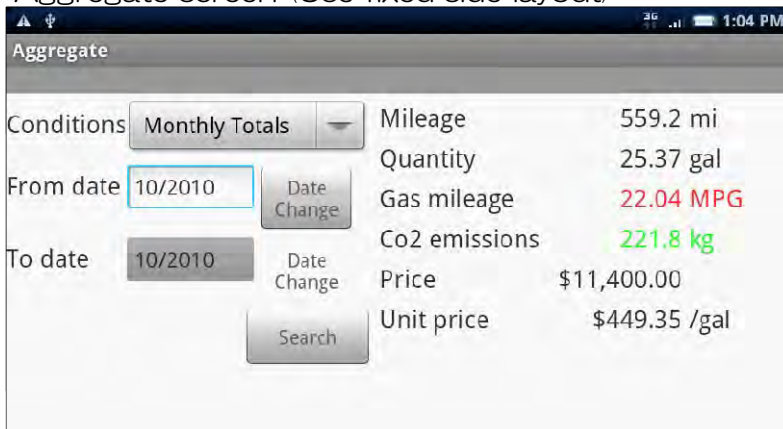 Aggregate screen (Use fixed side layout)
3G 1:04 PM
Aggregate
Conditions Monthly Totals
From date 10/2010 Date Change
To date 10/2010 Date Change
Search
Mileage 559.2 mi
Quantity 25.37 gal
Gas mileage 22.04 MPG
Co2 emissions 221.8 kg
Price $11,400.00
Unit price $449.35 /gal